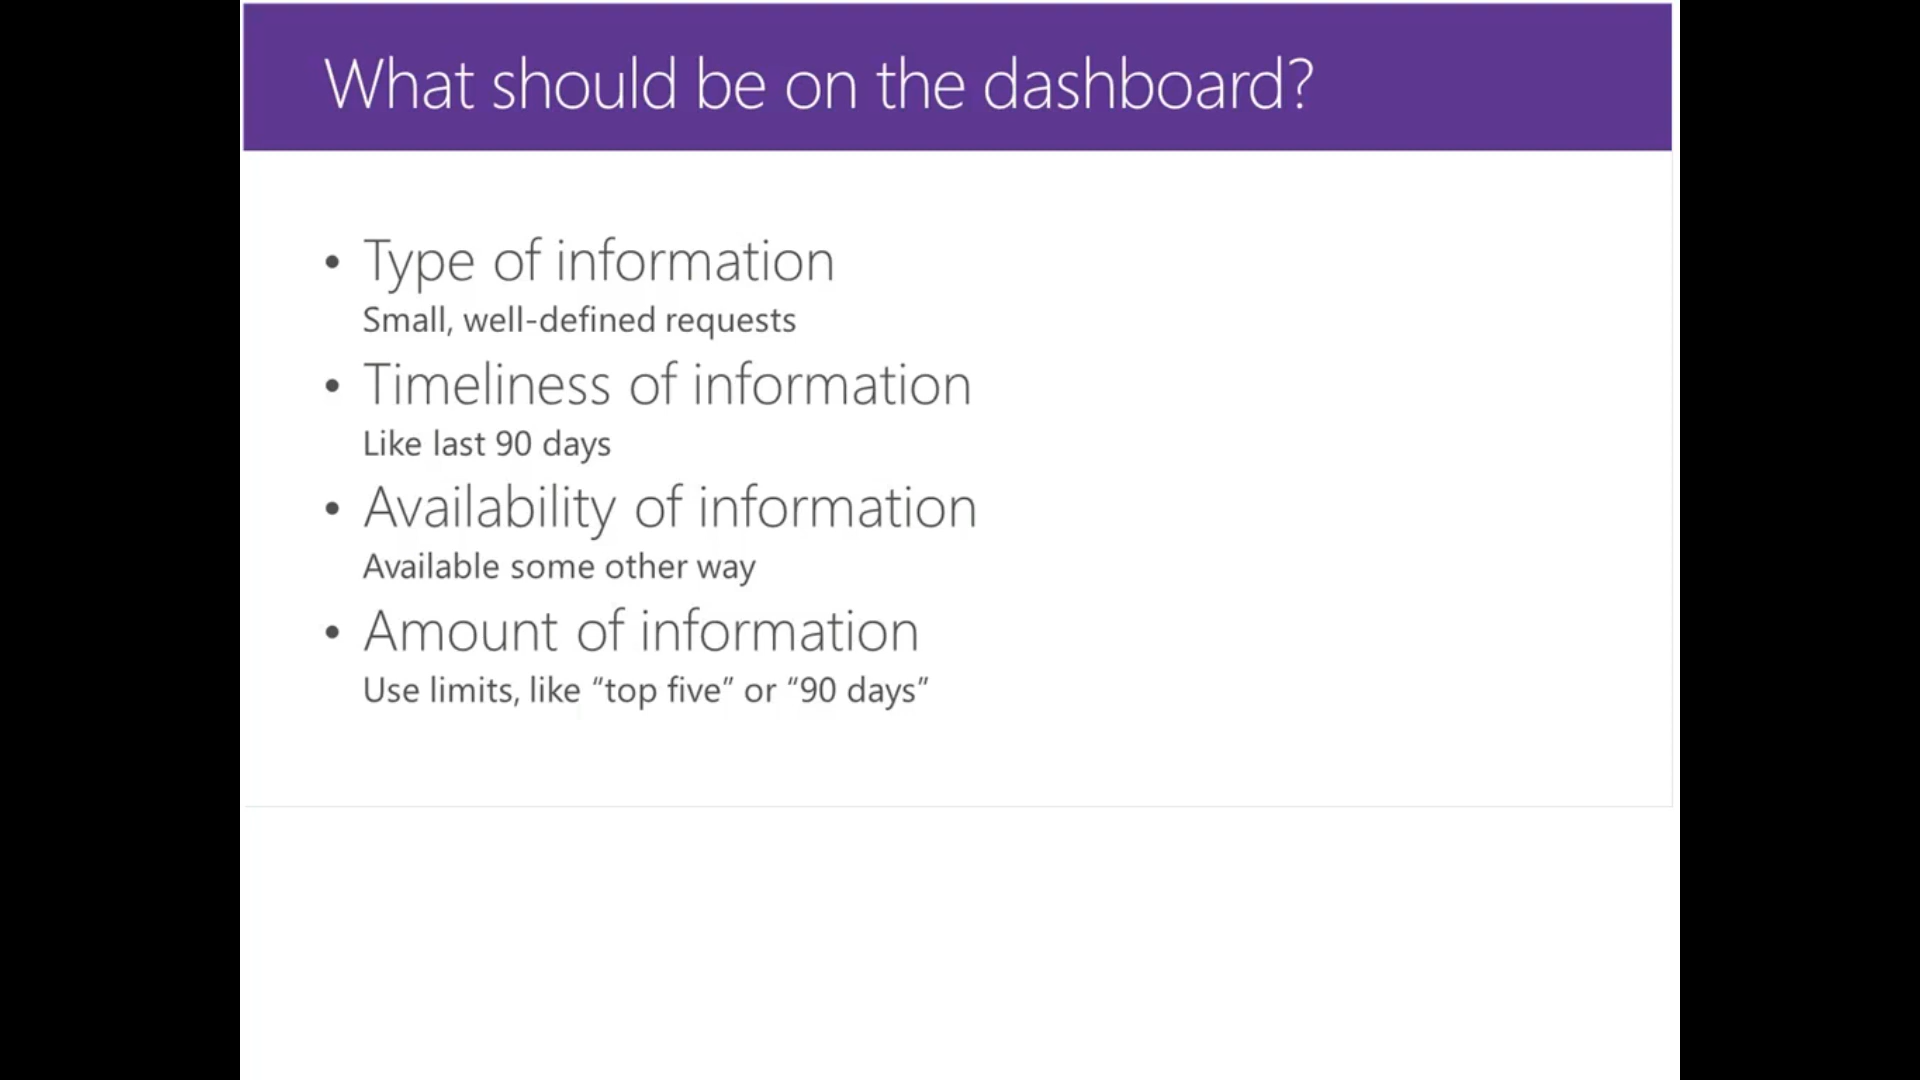 What should be on the dashboard?
• Type of information
Small, well-defined requests
• Timeliness of information
Like last 90 days
• Availability of information
Available some other way
• Amount of information
Use limits, like “top five” or “90 days”